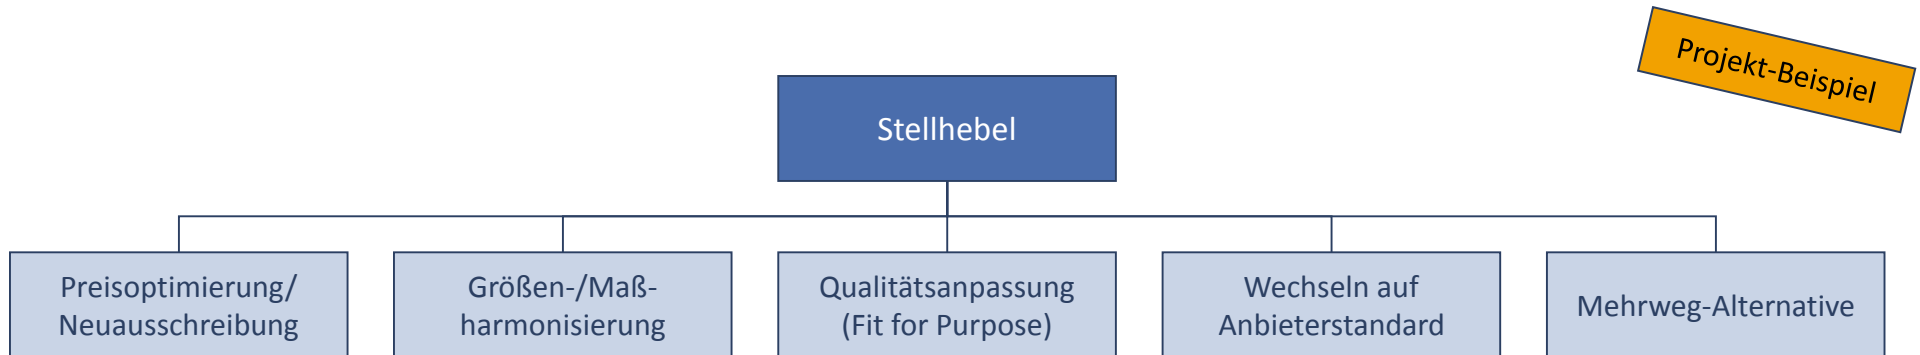 Projekt-Beispiel
Stellhebel
Preisoptimierung/
Neuausschreibung
Größen-/Maß-
harmonisierung
Qualitätsanpassung
(Fit for Purpose)
Wechseln auf
Anbieterstandard
Mehrweg-Alternative